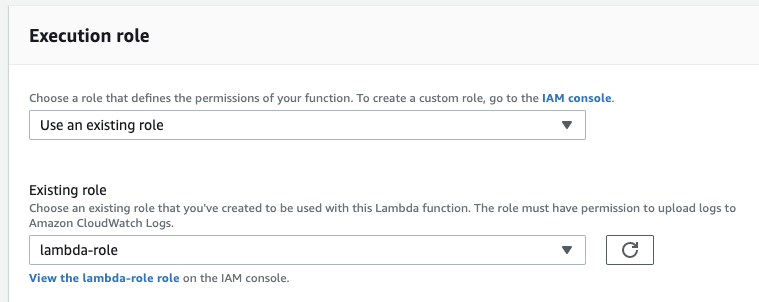 Execution role
Choose a role that defines the permissions of your function. To create a custom role, go to the IAM console.
Use an existing role
Existing role
Choose an existing role that you've created to be used with this Lambda function. The role must have permission to upload logs to
Amazon CloudWatch Logs.
lambda-role
View the lambda-role role on the IAM console.